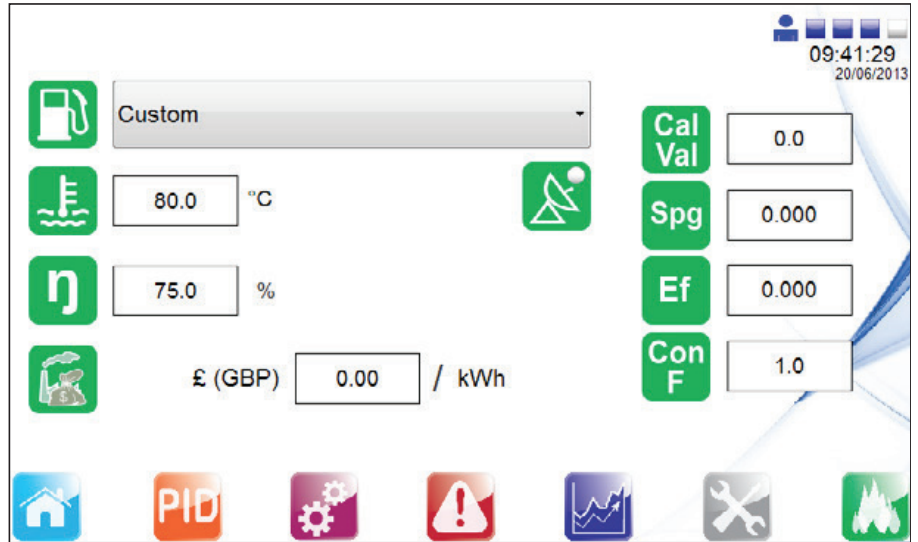 09:41:29
20/06/2013
Custom
Cal
Val
0.0
80.0 °C
Spg
0.000
ŋ
75.0 %
Ef
0.000
£ (GBP) 0.00 / kWh
Con
F
1.0
$
PID